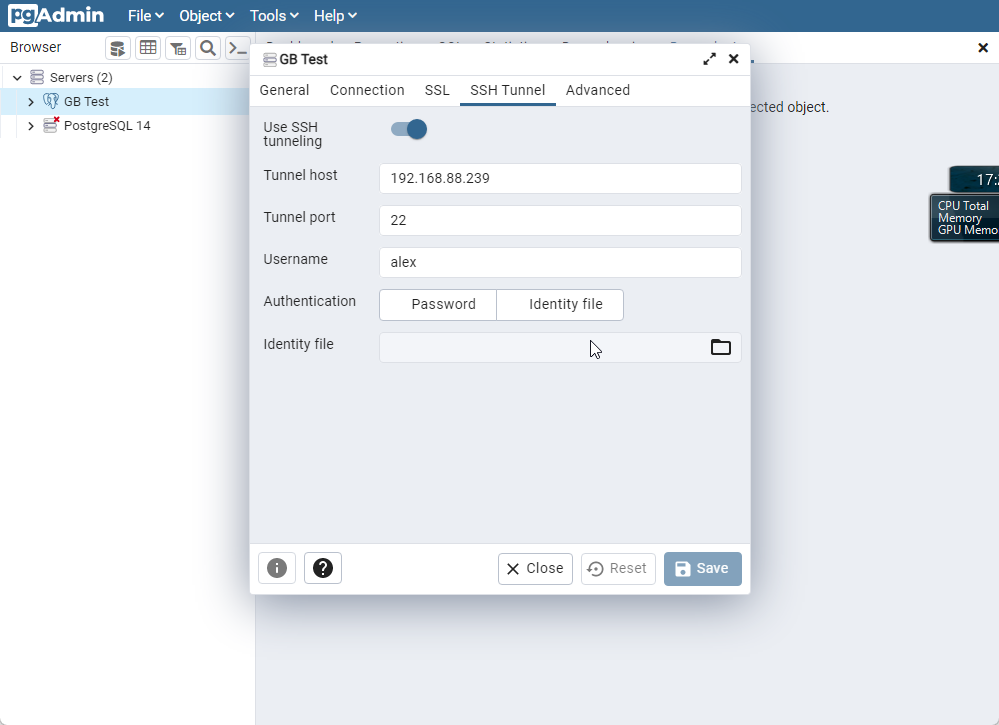 pgAdmin File Object Tools Help
Browser
Servers (2)
GB Test
PostgreSQL 14
GB Test
General Connection SSL SSH Tunnel Advanced
Use SSH
tunneling
Tunnel host 192.168.88.239
Tunnel port 22
Username alex
Authentication Password Identity file
Identity file
Close Reset Save
object.
17:
CPU Total
Memory
GPU Memo